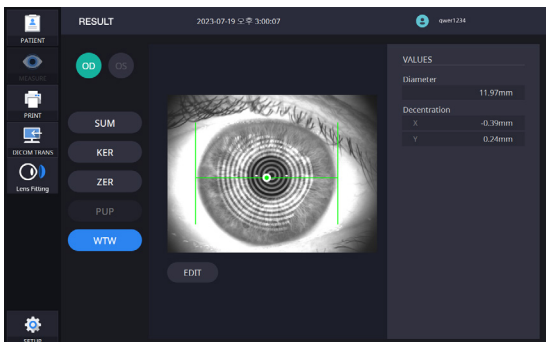 RESULT
2023-07-19 오후 3:00:07
qwer1234
PATIENT
MEASURE
PRINT
DICOM TRANS
Lens Fitting
SETUP
OD
OS
SUM
KER
ZER
PUP
WTW
EDIT
VALUES
Diameter
11.97mm
Decentration
X -0.39mm
Y 0.24mm